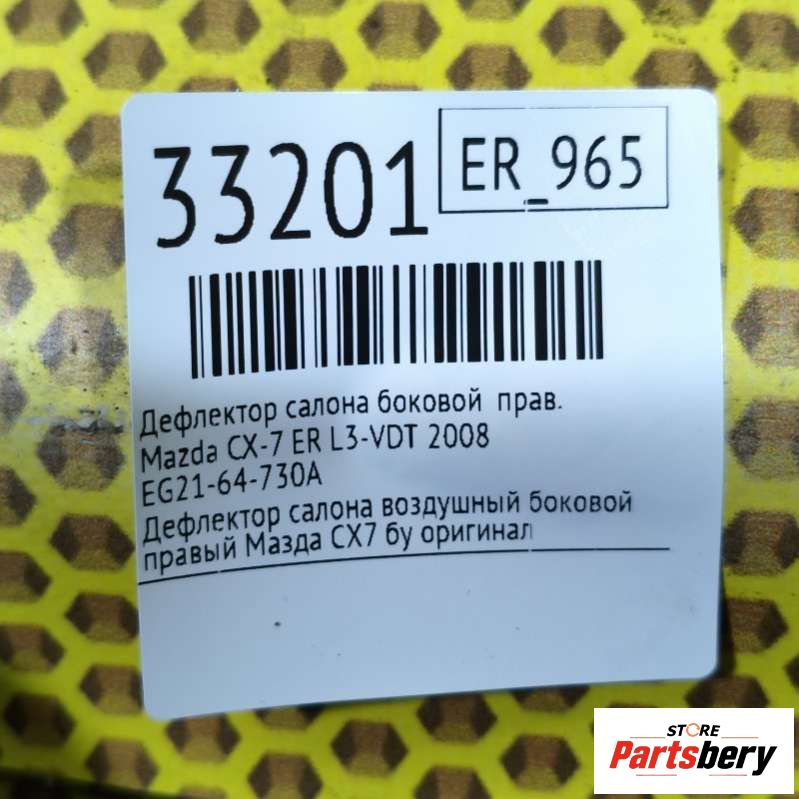 33201
ER_965
Дефлектор салона боковой прав.
Mazda CX-7 ER L3-VDT 2008
EG21-64-730A
Дефлектор салона воздушный боковой
правый Мазда СХ7 бу оригинал
STORE
Partsbery